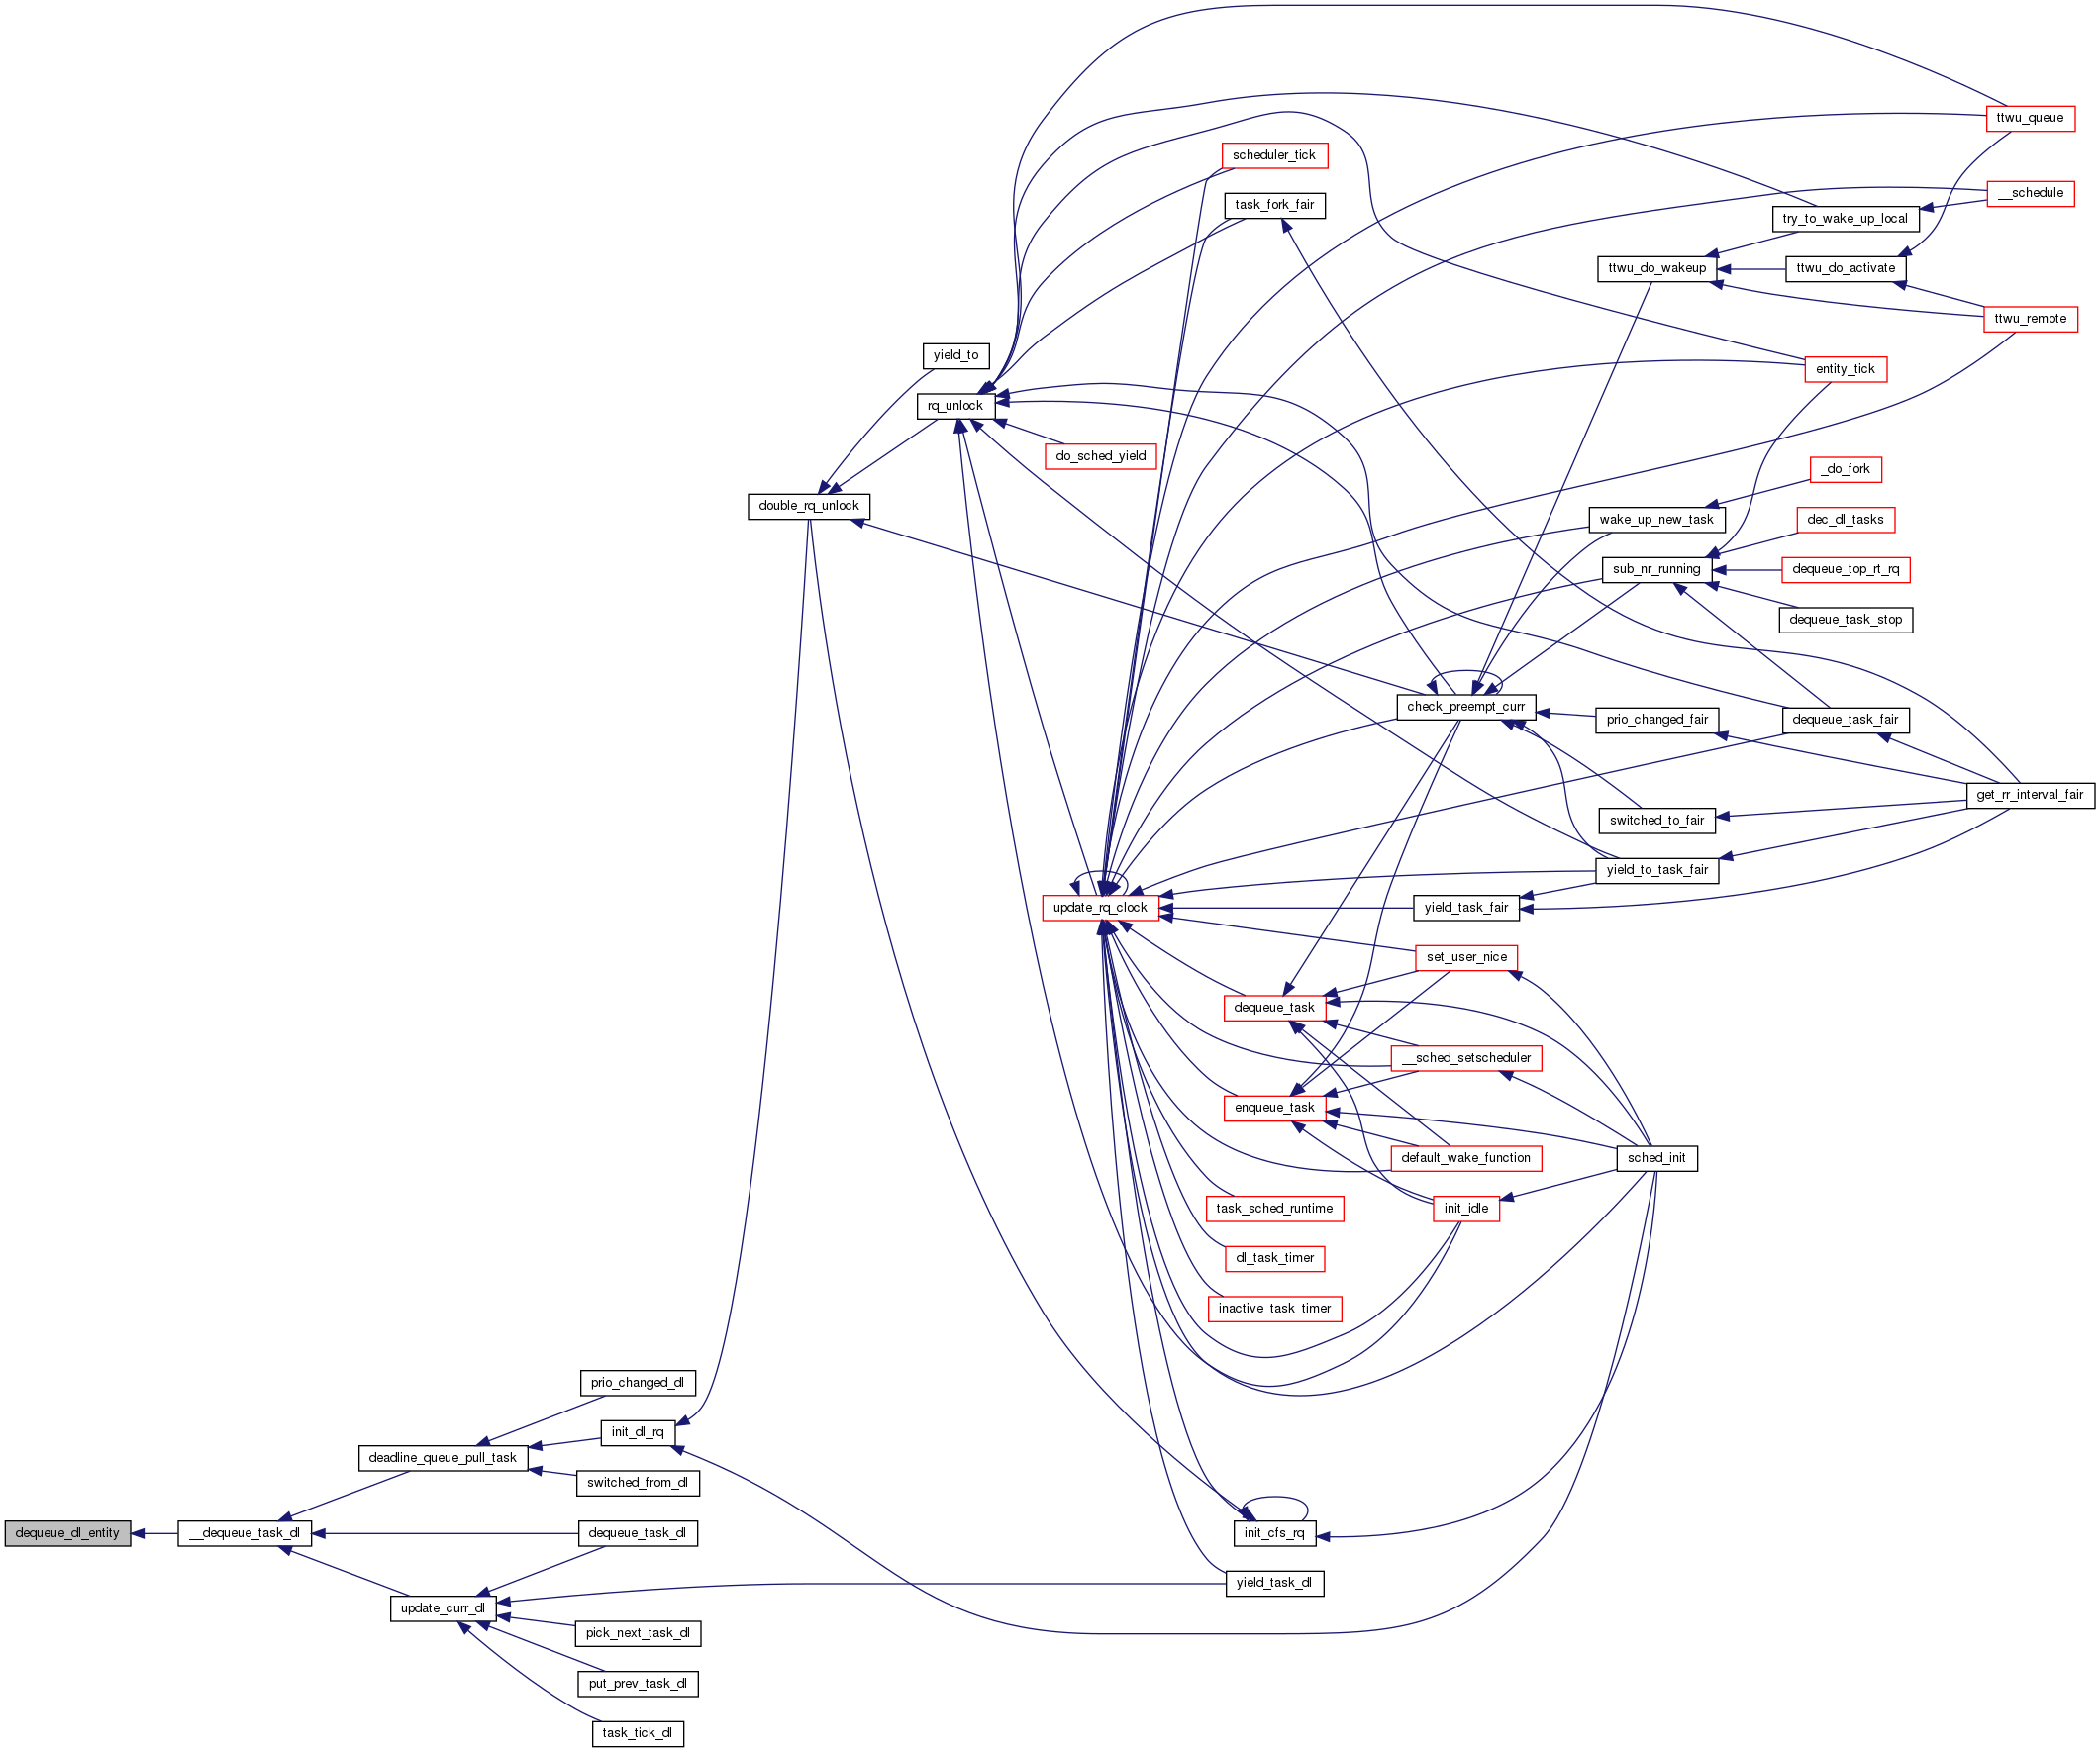 ttwu_queue
scheduler_tick
__schedule
task_fork_fair
try_to_wake_up_local
ttwu_do_wakeup
ttwu_do_activate
ttwu_remote
yield_to
entity_tick
rq_unlock
do_sched_yield
_do_fork
double_rq_unlock
wake_up_new_task
dec_dl_tasks
sub_nr_running
dequeue_top_rt_rq
dequeue_task_stop
check_preempt_curr
prio_changed_fair
dequeue_task_fair
get_rr_interval_fair
switched_to_fair
yield_to_task_fair
update_rq_clock
yield_task_fair
set_user_nice
dequeue_task
__sched_setscheduler
enqueue_task
default_wake_function
sched_init
task_sched_runtime
init_idle
dl_task_timer
inactive_task_timer
prio_changed_dl
init_dl_rq
deadline_queue_pull_task
switched_from_dl
dequeue_dl_entity
__dequeue_task_dl
dequeue_task_dl
init_cfs_rq
yield_task_dl
update_curr_dl
pick_next_task_dl
put_prev_task_dl
task_tick_dl